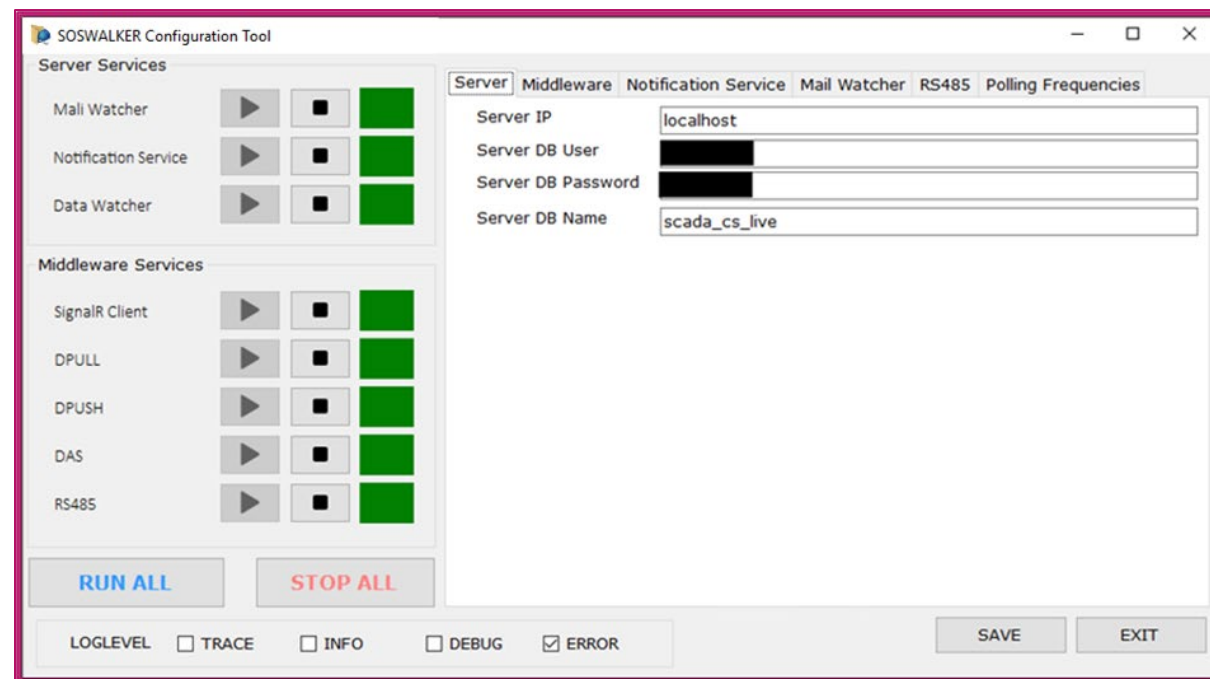 SOSWALKER Configuration Tool
Server Services
Mali Watcher
Notification Service
Data Watcher
Middleware Services
SignalR Client
DPULL
DPUSH
DAS
RS485
RUN ALL STOP ALL
LOGLEVEL TRACE INFO DEBUG ERROR
Server Middleware Notification Service Mail Watcher RS485 Polling Frequencies
Server IP localhost
Server DB User
Server DB Password
Server DB Name scada_cs_live
SAVE EXIT